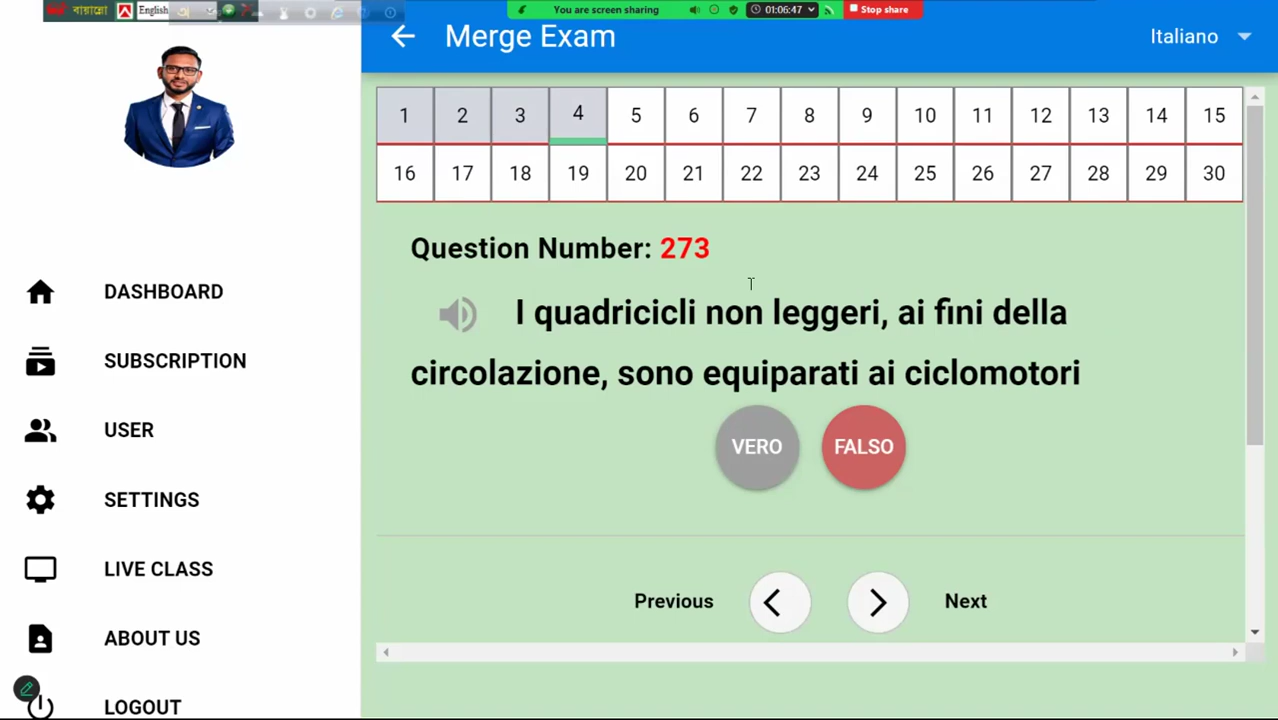 বায়ান্নো English
You are screen sharing 01:06:47 Stop share
Merge Exam Italiano
1 2 3 4 5 6 7 8 9 10 11 12 13 14 15
16 17 18 19 20 21 22 23 24 25 26 27 28 29 30
Question Number: 273
I quadricicli non leggeri, ai fini della
circolazione, sono equiparati ai ciclomotori
VERO FALSO
Previous Next
DASHBOARD
SUBSCRIPTION
USER
SETTINGS
LIVE CLASS
ABOUT US
LOGOUT